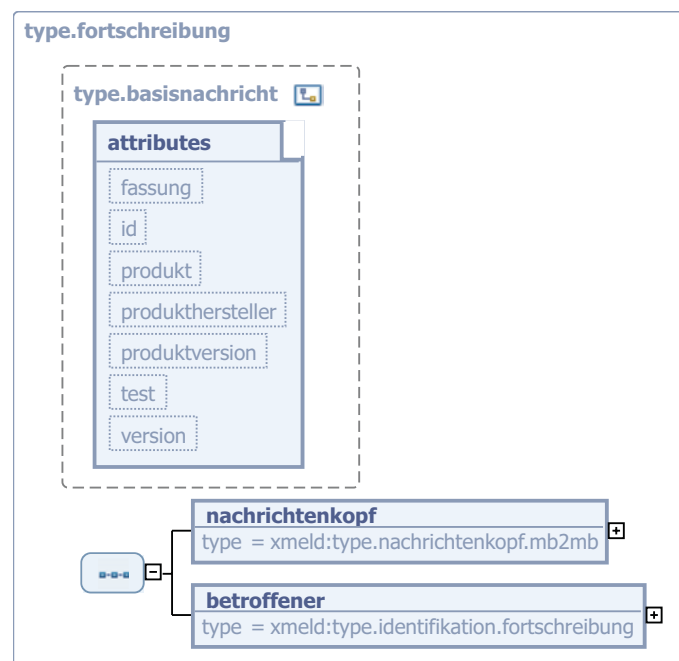 type.fortschreibung
type.basisnachricht
attributes
fassung
id
produkt
produkthersteller
produktversion
test
version
nachrichtenkopf
type = xmeld:type.nachrichtenkopf.mb2mb
betroffener
type = xmeld:type.identifikation.fortschreibung